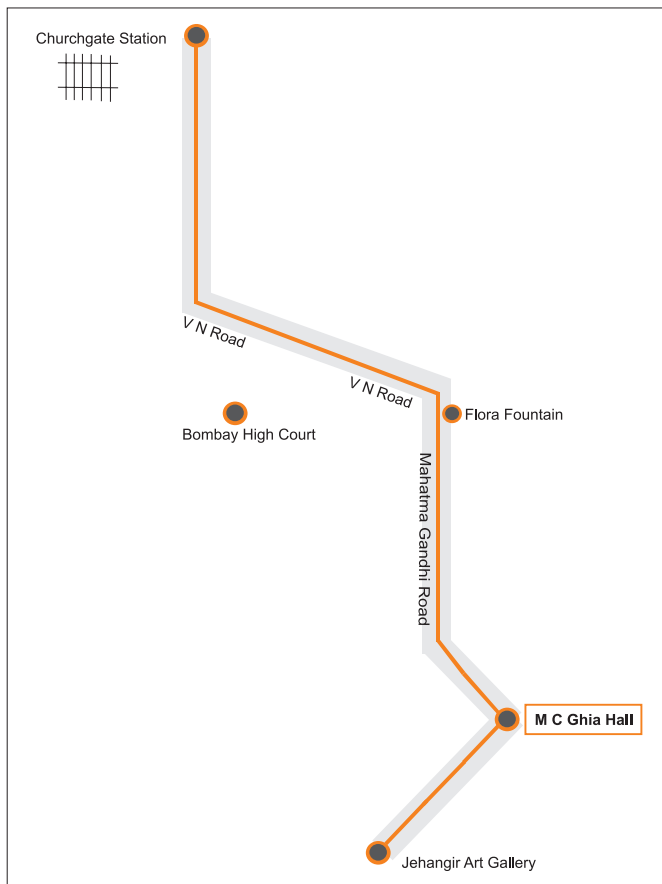 Churchgate Station
V N Road
V N Road
Flora Fountain
Bombay High Court
Mahatma Gandhi Road
M C Ghia Hall
Jehangir Art Gallery